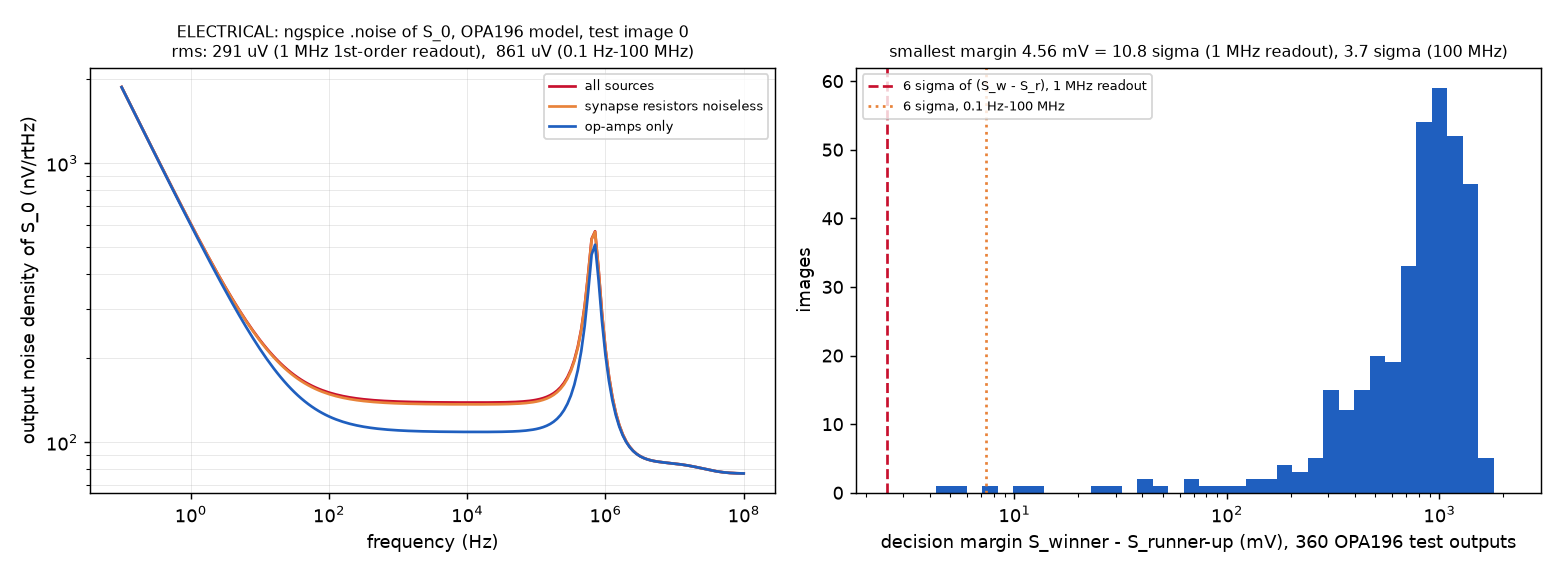 ELECTRICAL: ngspice .noise of S_0, OPA196 model, test image 0
rms: 291 uV (1 MHz 1st-order readout),  861 uV (0.1 Hz-100 MHz)
all sources
synapse resistors noiseless
op-amps only
10^3
10^2
output noise density of S_0 (nV/rtHz)
10^0
10^2
10^4
10^6
10^8
frequency (Hz)
smallest margin 4.56 mV = 10.8 sigma (1 MHz readout), 3.7 sigma (100 MHz)
6 sigma of (S_w - S_r), 1 MHz readout
6 sigma, 0.1 Hz-100 MHz
60
50
40
30
20
10
0
images
10^1
10^2
10^3
decision margin S_winner - S_runner-up (mV), 360 OPA196 test outputs